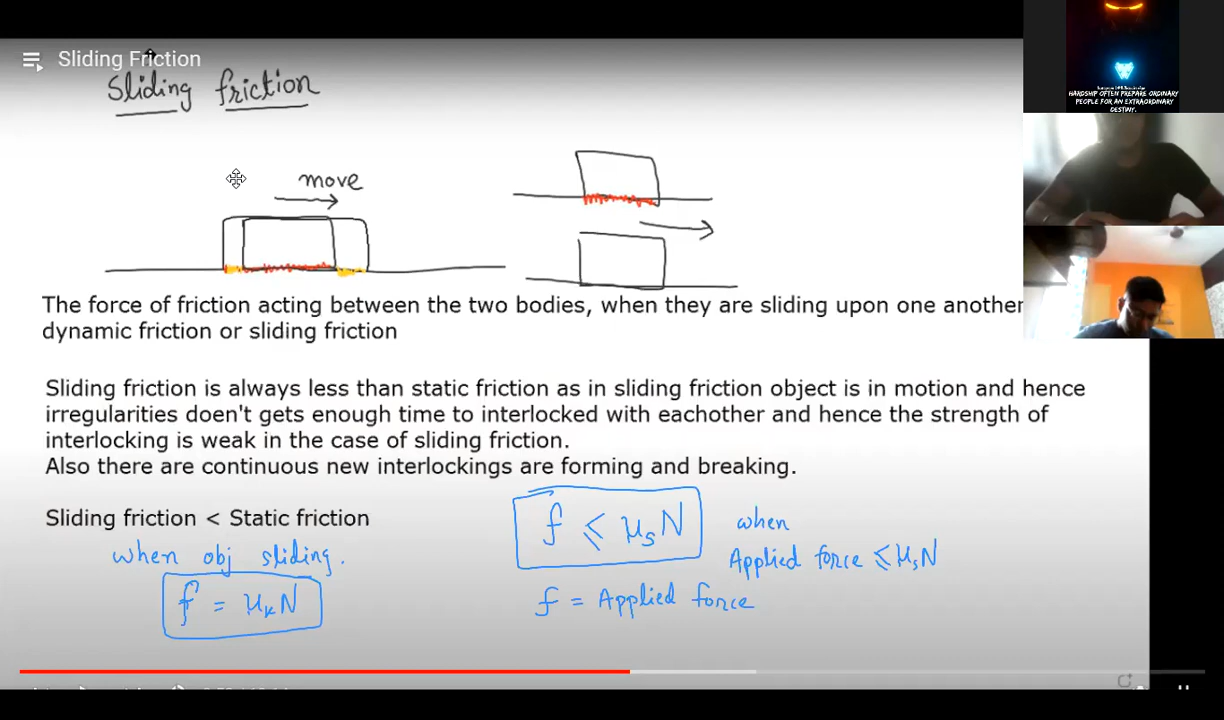 Sliding Friction
Sliding friction
HARDSHIP OFTEN PREPARE ORDINARY
PEOPLE FOR AN EXTRAORDINARY
DESTINY.
move
The force of friction acting between the two bodies, when they are sliding upon one another
dynamic friction or sliding friction
Sliding friction is always less than static friction as in sliding friction object is in motion and hence
irregularities doen't gets enough time to interlocked with eachother and hence the strength of
interlocking is weak in the case of sliding friction.
Also there are continuous new interlockings are forming and breaking.
Sliding friction < Static friction
when obj sliding.
f = μkN
f ≤ μsN
when
Applied force ≤ μsN
f = Applied force